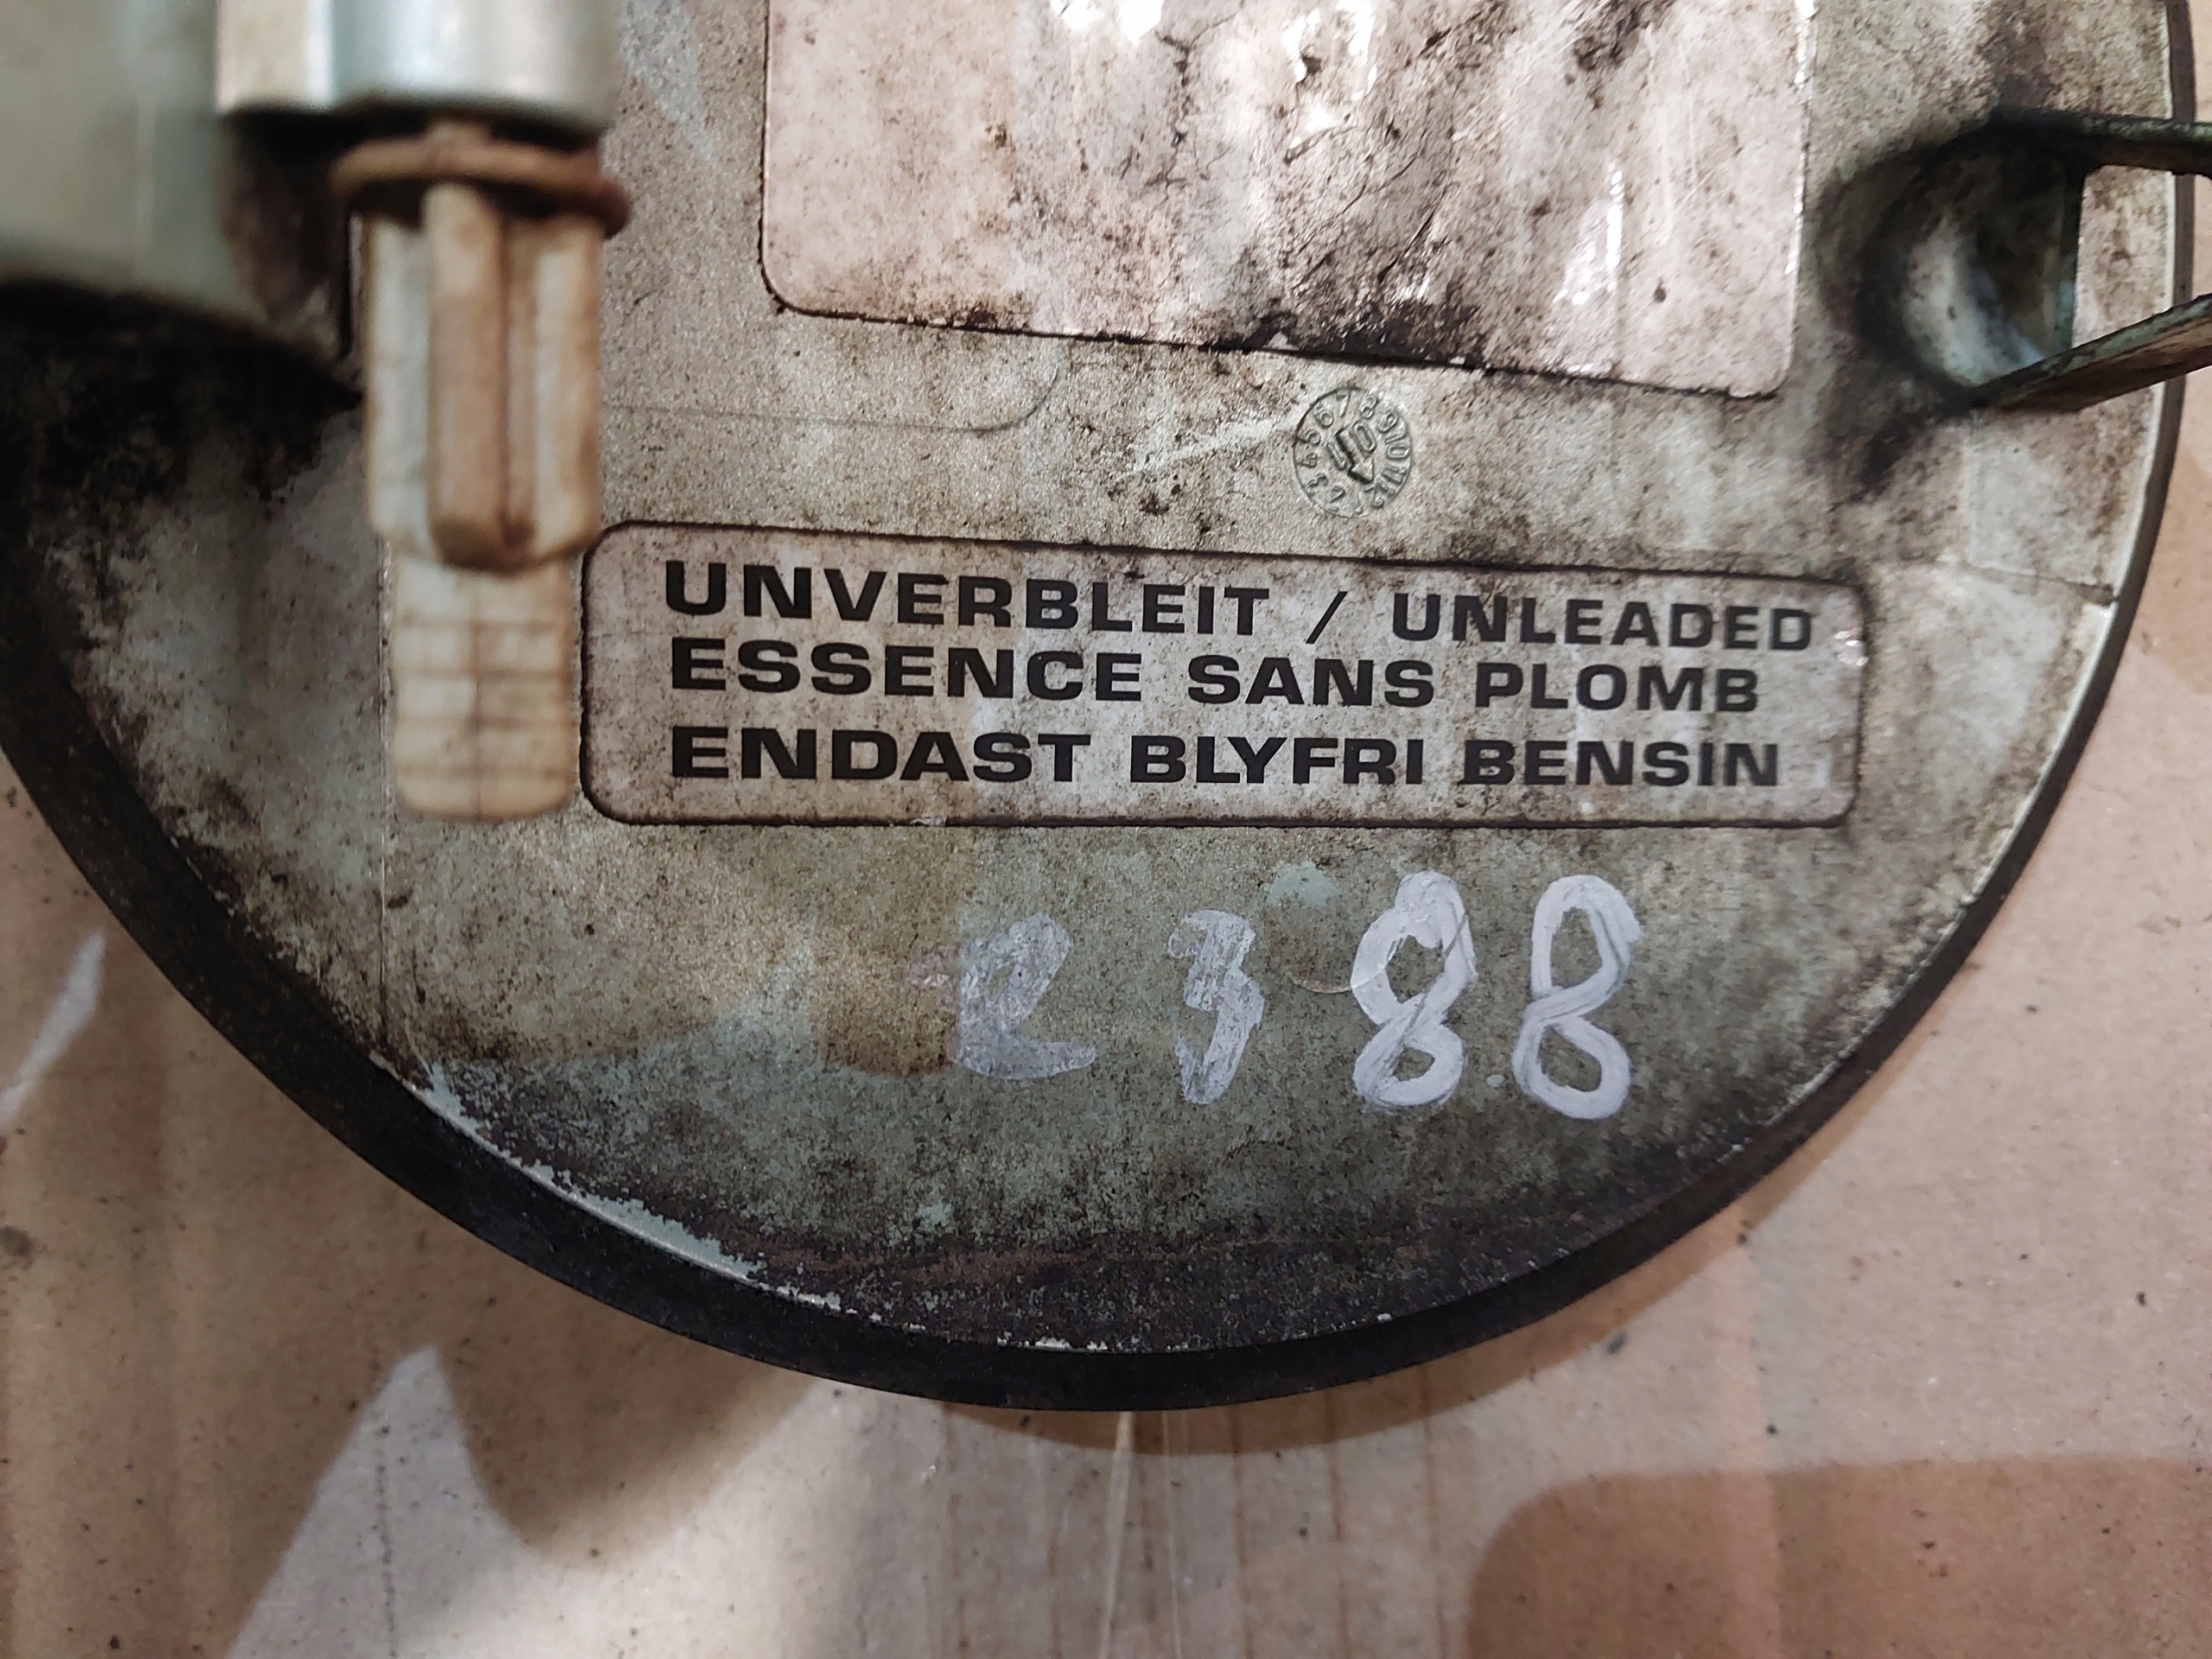 UNVERBLEIT / UNLEADED
ESSENCE SANS PLOMB
ENDAST BLYFRI BENSIN
2388